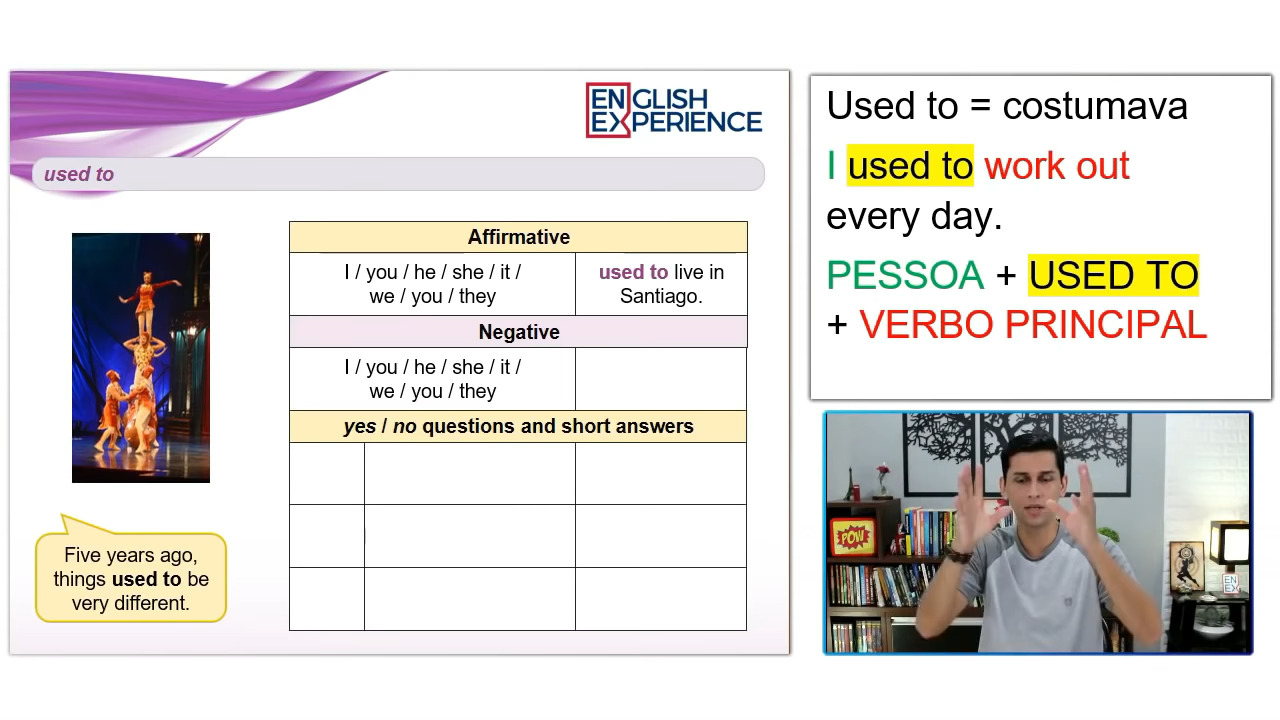 ENGLISH
EXPERIENCE
used to
Affirmative
I / you / he / she / it /
we / you / they
used to live in
Santiago.
Negative
I / you / he / she / it /
we / you / they
yes / no questions and short answers
Five years ago,
things used to be
very different.
Used to = costumava
I used to work out
every day.
PESSOA + USED TO
+ VERBO PRINCIPAL
POW
EN
EX